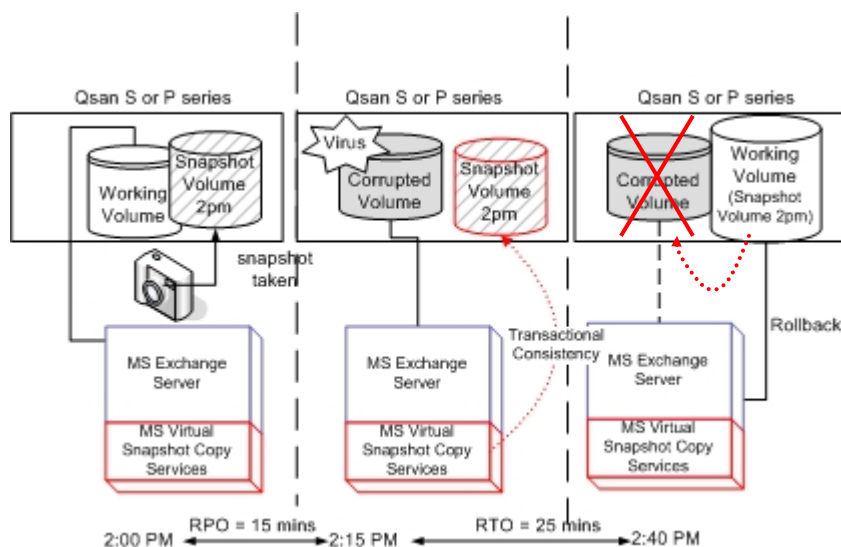 Qsan S or P series
Working
Volume
Snapshot
Volume
2pm
snapshot
taken
MS Exchange
Server
MS Virtual
Snapshot Copy
Services
Qsan S or P series
Virus
Corrupted
Volume
Snapshot
Volume
2pm
Transactional
Consistency
MS Exchange
Server
MS Virtual
Snapshot Copy
Services
Qsan S or P series
Corrupted
Volume
Working
Volume
(Snapshot
Volume 2pm)
Rollback
MS Exchange
Server
MS Virtual
Snapshot Copy
Services
2:00 PM
RPO = 15 mins
2:15 PM
RTO = 25 mins
2:40 PM